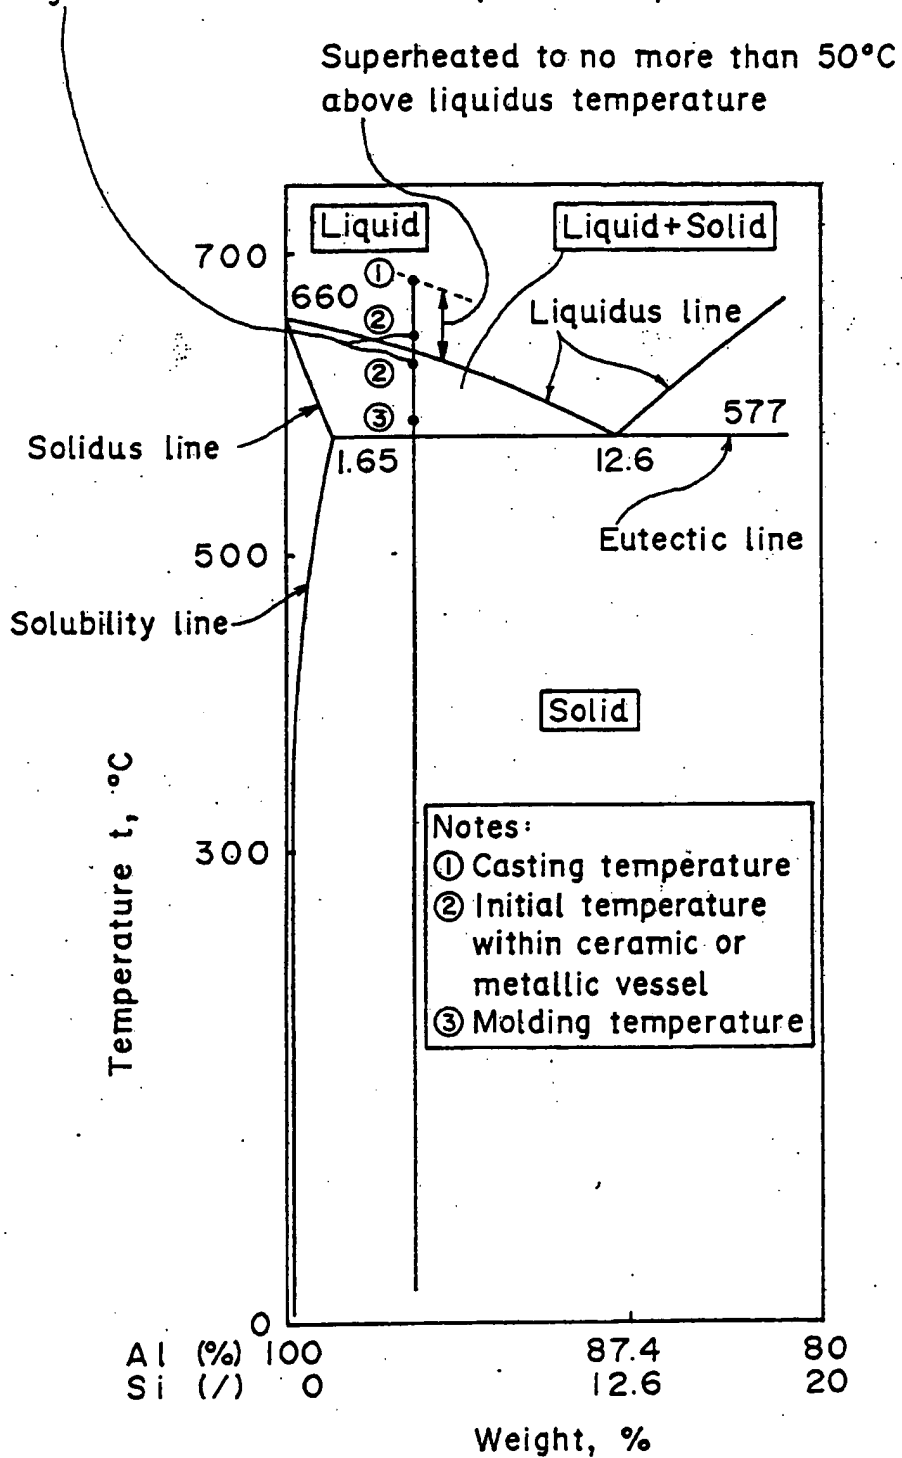 Superheated to no more than 50°C
above liquidus temperature
Liquid
Liquid+Solid
700
①
660
②
Liquidus line
②
③
577
Solidus line
1.65
12.6
500
Eutectic line
Solubility line
Solid
Temperature t, °C
300
Notes:
① Casting temperature
② Initial temperature
within ceramic or
metallic vessel
③ Molding temperature
0
Al (%) 100 87.4 80
Si (/) 0 12.6 20
Weight, %